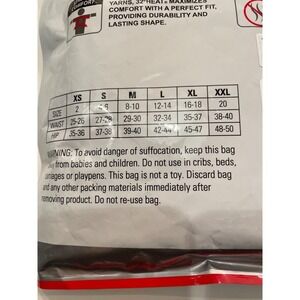 COMFORT
YARNS, 32°HEAT MAXIMIZES
COMFORT WITH A PERFECT FIT,
PROVIDING DURABILITY AND
LASTING SHAPE.
XS S M L XL XXL
SIZE 2 8-10 12-14 16-18 20
WAIST 25-26 27-28 29-30 32-34 35-37 38-40
HIP 35-36 37-38 39-40 42-44 45-47 48-50
WARNING: To avoid danger of suffocation, keep this bag
away from babies and children. Do not use in cribs, beds,
carriages or playpens. This bag is not a toy. Discard bag
and any other packing materials immediately after
removing product. Do not re-use bag.